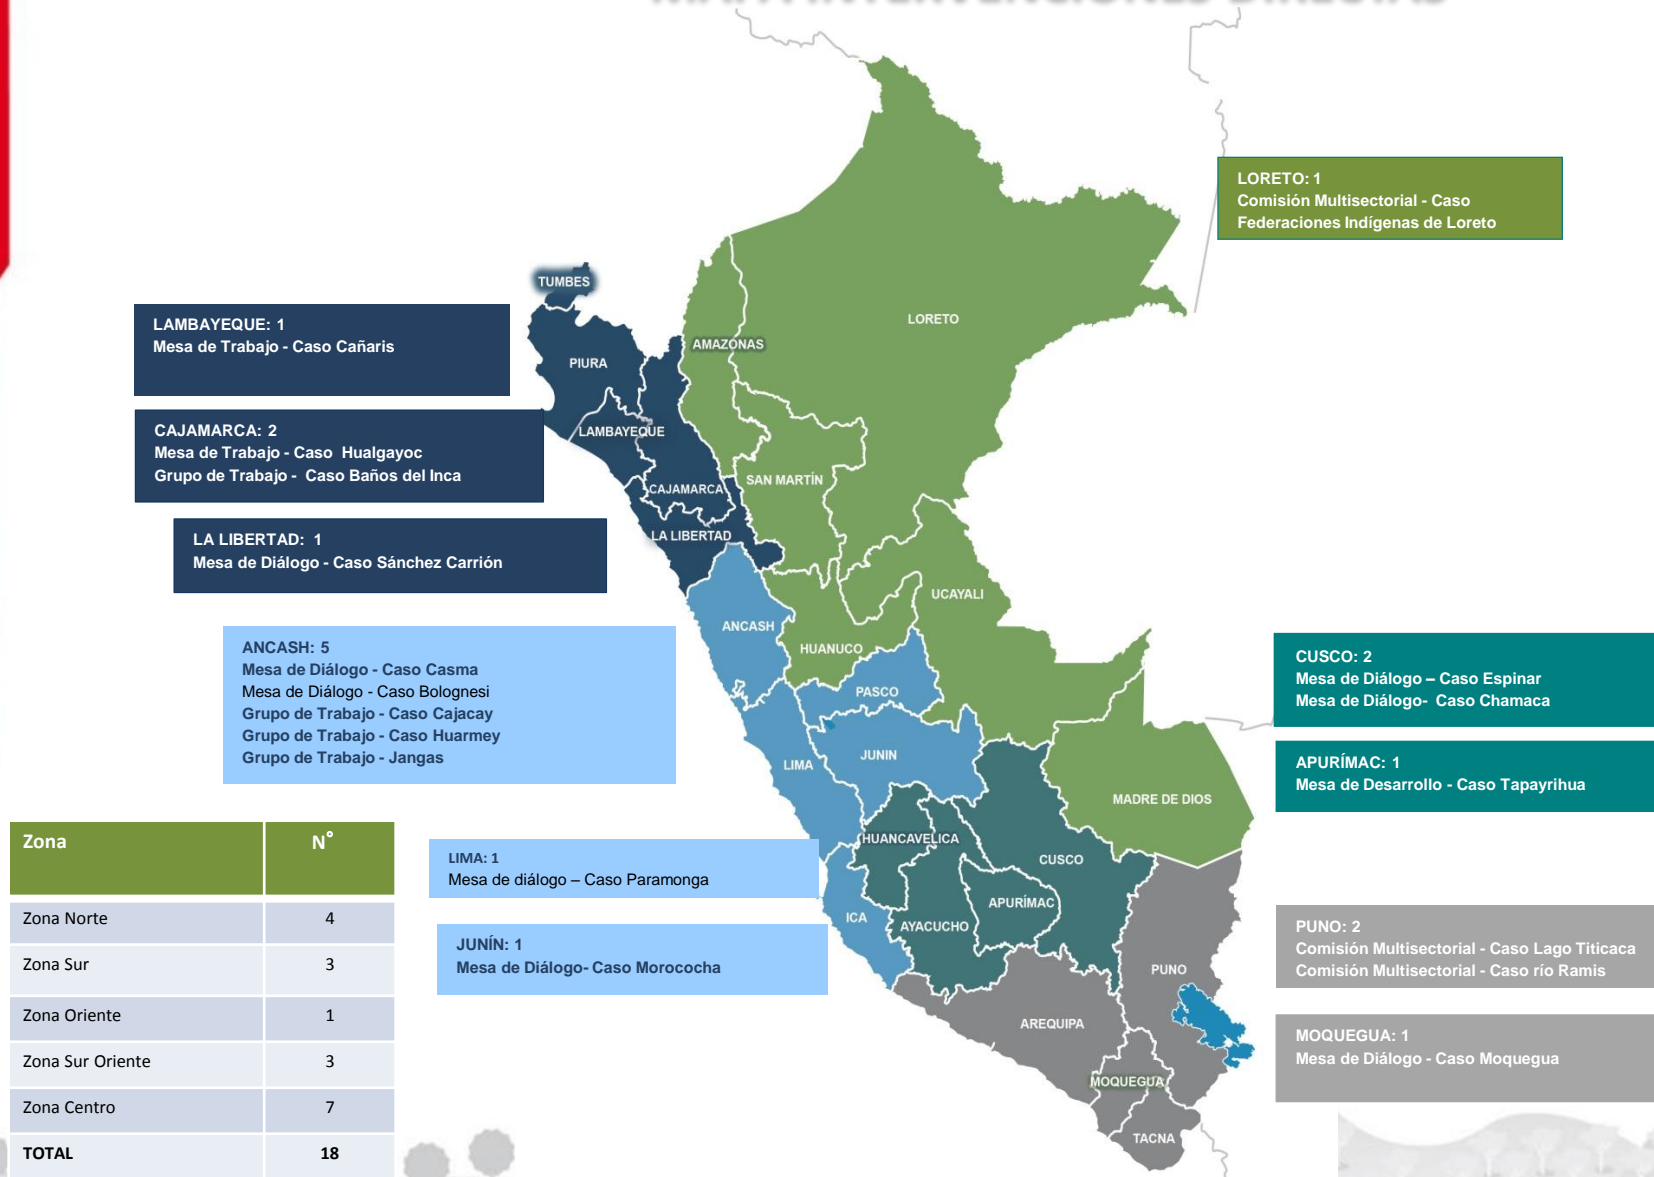 MAPA INTERVENCIONES DIRECTAS
LORETO: 1
Comisión Multisectorial - Caso
Federaciones Indígenas de Loreto
LAMBAYEQUE: 1
Mesa de Trabajo - Caso Cañaris
CAJAMARCA: 2
Mesa de Trabajo - Caso Hualgayoc
Grupo de Trabajo - Caso Baños del Inca
LA LIBERTAD: 1
Mesa de Diálogo - Caso Sánchez Carrión
ANCASH: 5
Mesa de Diálogo - Caso Casma
Mesa de Diálogo - Caso Bolognesi
Grupo de Trabajo - Caso Cajacay
Grupo de Trabajo - Caso Huarmey
Grupo de Trabajo - Jangas
LIMA: 1
Mesa de diálogo – Caso Paramonga
JUNÍN: 1
Mesa de Diálogo- Caso Morococha
TUMBES
PIURA
AMAZONAS
LORETO
LAMBAYEQUE
CAJAMARCA
SAN MARTÍN
LA LIBERTAD
ANCASH
UCAYALI
HUANUCO
PASCO
JUNIN
LIMA
MADRE DE DIOS
HUANCAVELICA
CUSCO
APURÍMAC
ICA
AYACUCHO
PUNO
AREQUIPA
MOQUEGUA
TACNA
CUSCO: 2
Mesa de Diálogo – Caso Espinar
Mesa de Diálogo- Caso Chamaca
APURÍMAC: 1
Mesa de Desarrollo - Caso Tapayrihua
PUNO: 2
Comisión Multisectorial - Caso Lago Titicaca
Comisión Multisectorial - Caso río Ramis
MOQUEGUA: 1
Mesa de Diálogo - Caso Moquegua
Zona N°
Zona Norte 4
Zona Sur 3
Zona Oriente 1
Zona Sur Oriente 3
Zona Centro 7
TOTAL 18